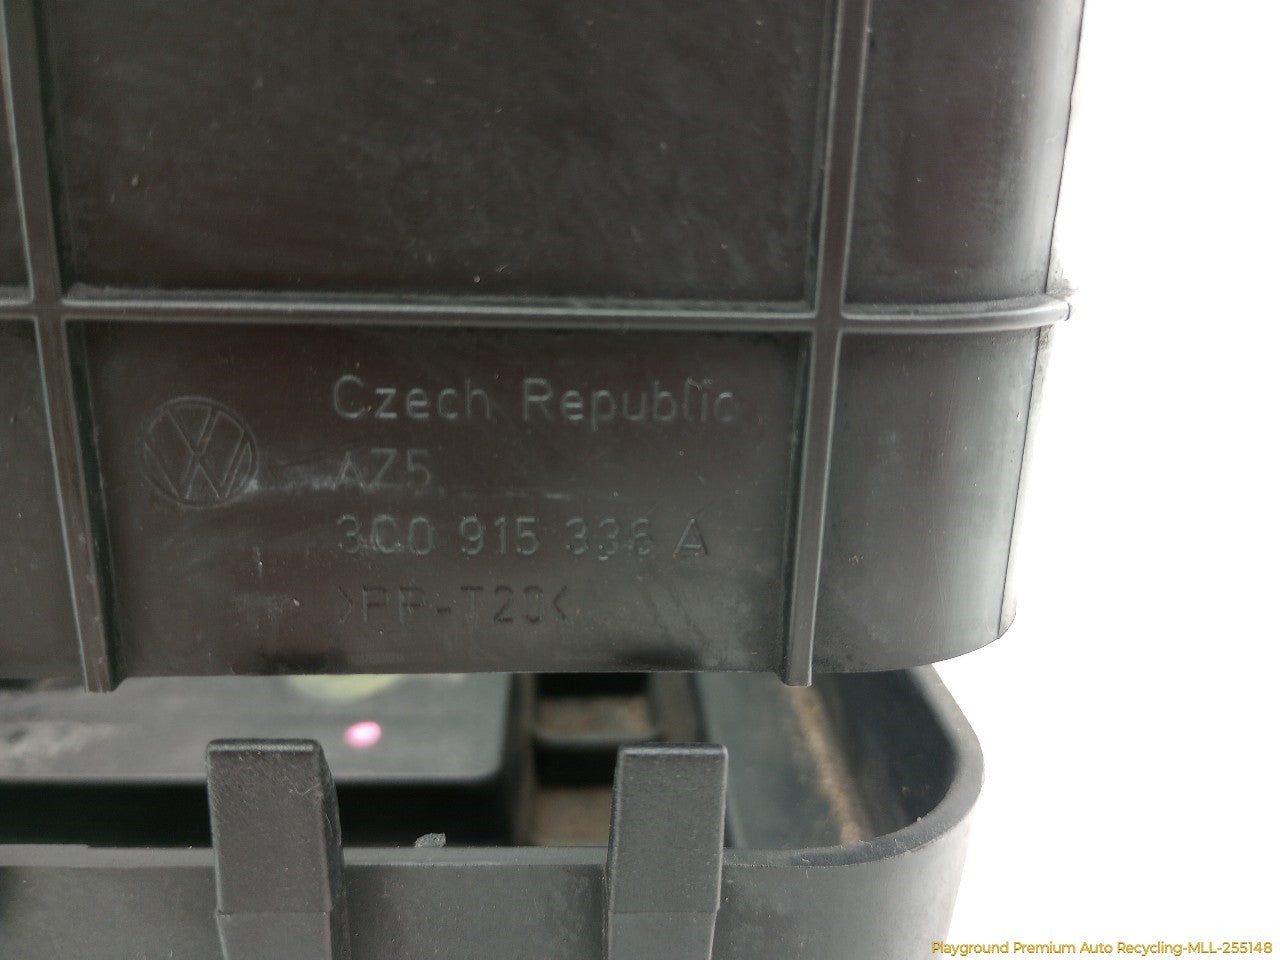 Czech Republic
AZ5
3C0 915 336 A
>PP-T20<
Playground Premium Auto Recycling-MLL-255148